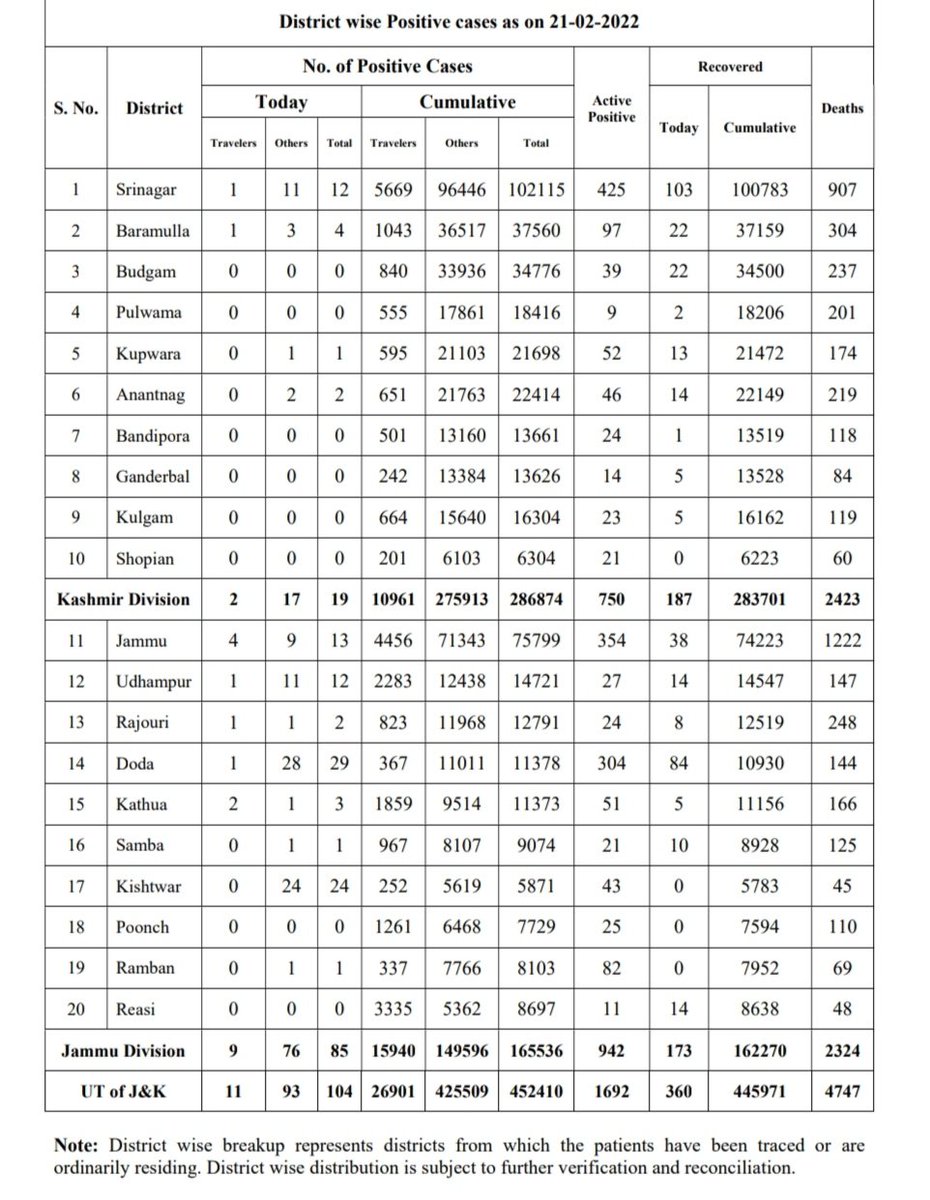 District wise Positive cases as on 21-02-2022
S. No. District No. of Positive Cases Active Positive Recovered Deaths
Today Cumulative Today Cumulative
Travelers Others Total Travelers Others Total
1 Srinagar 1 11 12 5669 96446 102115 425 103 100783 907
2 Baramulla 1 3 4 1043 36517 37560 97 22 37159 304
3 Budgam 0 0 0 840 33936 34776 39 22 34500 237
4 Pulwama 0 0 0 555 17861 18416 9 2 18206 201
5 Kupwara 0 1 1 595 21103 21698 52 13 21472 174
6 Anantnag 0 2 2 651 21763 22414 46 14 22149 219
7 Bandipora 0 0 0 501 13160 13661 24 1 13519 118
8 Ganderbal 0 0 0 242 13384 13626 14 5 13528 84
9 Kulgam 0 0 0 664 15640 16304 23 5 16162 119
10 Shopian 0 0 0 201 6103 6304 21 0 6223 60
Kashmir Division 2 17 19 10961 275913 286874 750 187 283701 2423
11 Jammu 4 9 13 4456 71343 75799 354 38 74223 1222
12 Udhampur 1 11 12 2283 12438 14721 27 14 14547 147
13 Rajouri 1 1 2 823 11968 12791 24 8 12519 248
14 Doda 1 28 29 367 11011 11378 304 84 10930 144
15 Kathua 2 1 3 1859 9514 11373 51 5 11156 166
16 Samba 0 1 1 967 8107 9074 21 10 8928 125
17 Kishtwar 0 24 24 252 5619 5871 43 0 5783 45
18 Poonch 0 0 0 1261 6468 7729 25 0 7594 110
19 Ramban 0 1 1 337 7766 8103 82 0 7952 69
20 Reasi 0 0 0 3335 5362 8697 11 14 8638 48
Jammu Division 9 76 85 15940 149596 165536 942 173 162270 2324
UT of J&K 11 93 104 26901 425509 452410 1692 360 445971 4747
Note: District wise breakup represents districts from which the patients have been traced or are
ordinarily residing. District wise distribution is subject to further verification and reconciliation.